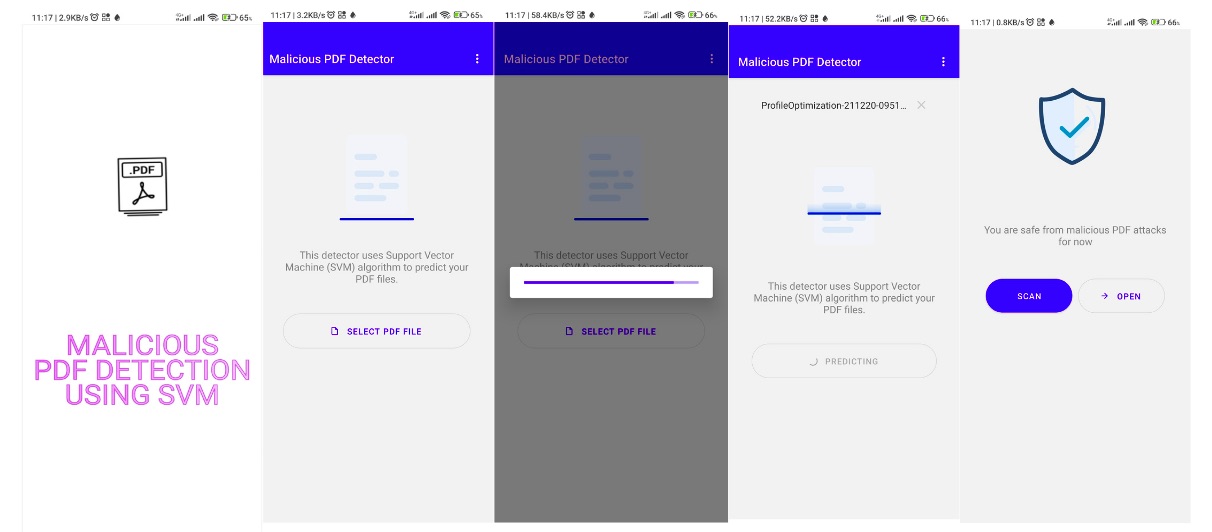 11:17 | 2.9KB/s
65%
.PDF
MALICIOUS
PDF DETECTION
USING SVM
11:17 | 3.2KB/s
65%
Malicious PDF Detector
This detector uses Support Vector
Machine (SVM) algorithm to predict your
PDF files.
SELECT PDF FILE
11:17 | 58.4KB/s
66%
Malicious PDF Detector
This detector uses Support Vector
Machine (SVM) algorithm to predict your
SELECT PDF FILE
11:17 | 52.2KB/s
66%
Malicious PDF Detector
ProfileOptimization-211220-0951...
This detector uses Support Vector
Machine (SVM) algorithm to predict your
PDF files.
PREDICTING
11:17 | 0.8KB/s
66%
You are safe from malicious PDF attacks
for now
SCAN
OPEN